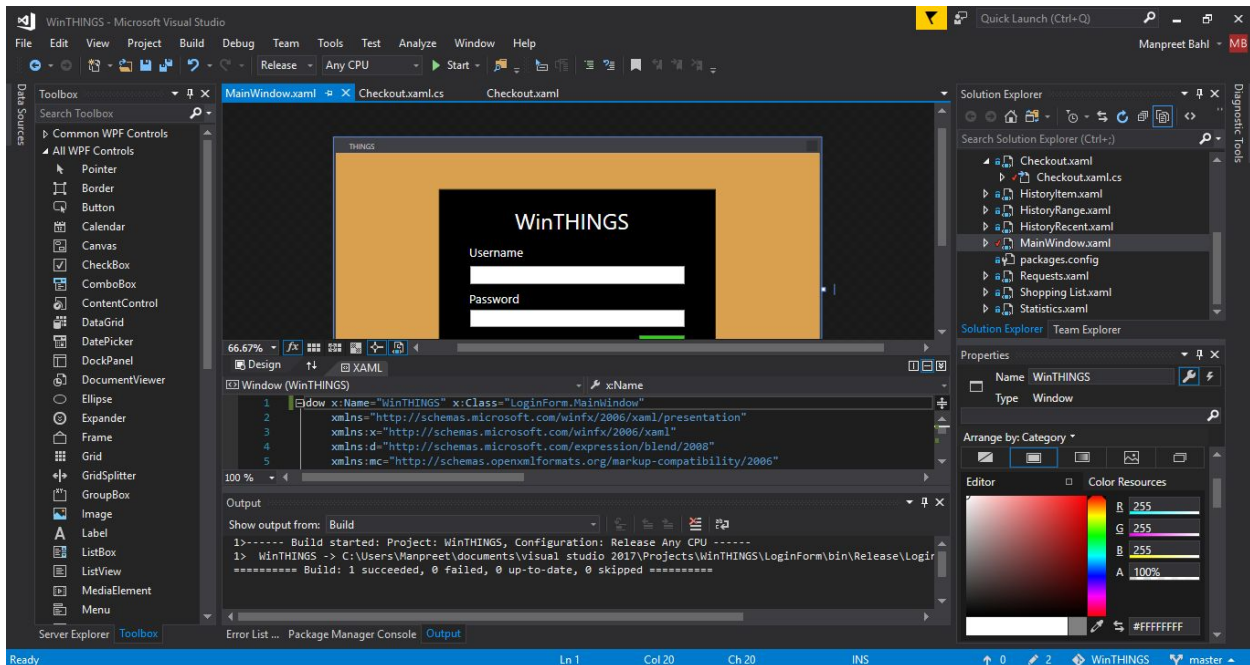 WinTHINGS - Microsoft Visual Studio
Quick Launch (Ctrl+Q)
File Edit View Project Build Debug Team Tools Test Analyze Window Help
Manpreet Bahl MB
Release Any CPU Start
Data Sources
Toolbox
Search Toolbox
Common WPF Controls
All WPF Controls
Pointer
Border
Button
Calendar
Canvas
CheckBox
ComboBox
ContentControl
DataGrid
DatePicker
DockPanel
DocumentViewer
Ellipse
Expander
Frame
Grid
GridSplitter
GroupBox
Image
Label
ListBox
ListView
MediaElement
Menu
Server Explorer Toolbox
MainWindow.xaml Checkout.xaml.cs Checkout.xaml
THINGS
WinTHINGS
Username
Password
66.67% fx
Design XAML
Window (WinTHINGS) x:Name
1 dow x:Name="WinTHINGS" x:Class="LoginForm.MainWindow"
2 xmlns="http://schemas.microsoft.com/winfx/2006/xaml/presentation"
3 xmlns:x="http://schemas.microsoft.com/winfx/2006/xaml"
4 xmlns:d="http://schemas.microsoft.com/expression/blend/2008"
5 xmlns:mc="http://schemas.openxmlformats.org/markup-compatibility/2006"
100 %
Output
Show output from: Build
1>------ Build started: Project: WinTHINGS, Configuration: Release Any CPU ------
1> WinTHINGS -> C:\Users\Manpreet\documents\visual studio 2017\Projects\WinTHINGS\LoginForm\bin\Release\Login
========== Build: 1 succeeded, 0 failed, 0 up-to-date, 0 skipped ==========
Error List ... Package Manager Console Output
Solution Explorer
Search Solution Explorer (Ctrl+;)
Checkout.xaml
Checkout.xaml.cs
HistoryItem.xaml
HistoryRange.xaml
HistoryRecent.xaml
MainWindow.xaml
packages.config
Requests.xaml
Shopping List.xaml
Statistics.xaml
Solution Explorer Team Explorer
Properties
Name WinTHINGS
Type Window
Arrange by: Category
Editor Color Resources
R 255
G 255
B 255
A 100%
#FFFFFFFF
Diagnostic Tools
Ready Ln 1 Col 20 Ch 20 INS 0 2 WinTHINGS master